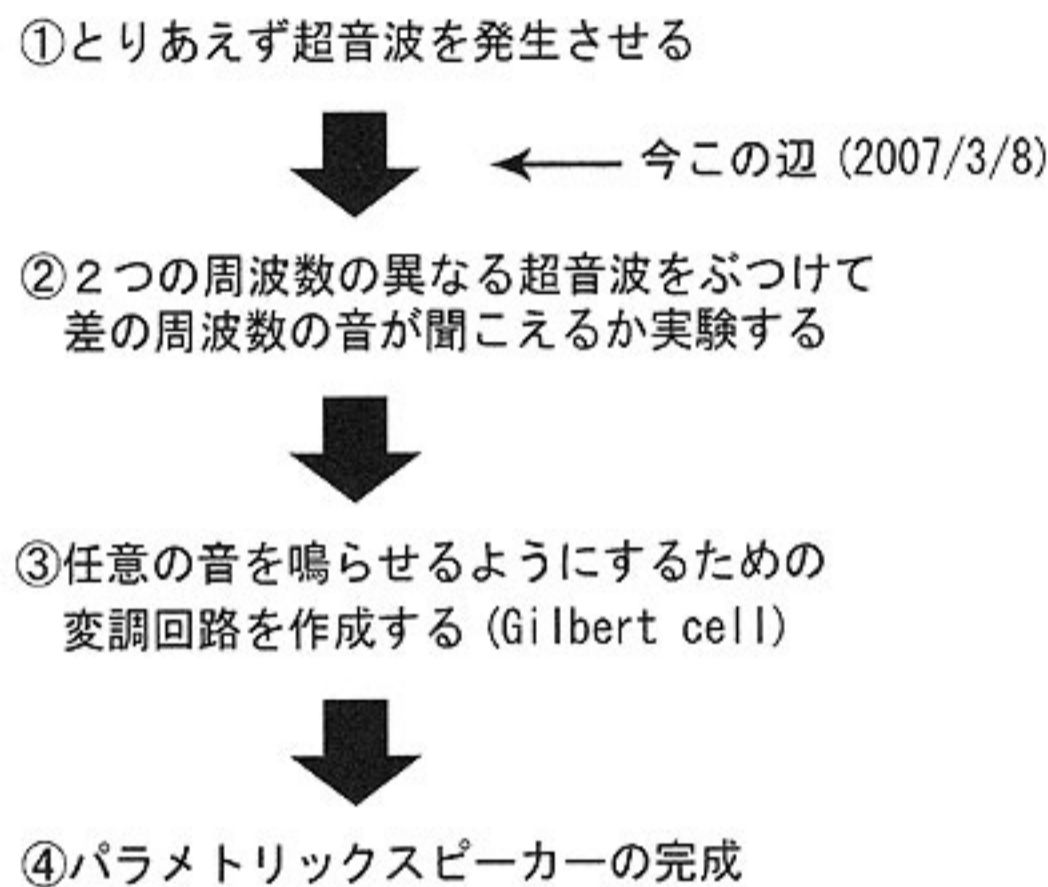 ①とりあえず超音波を発生させる
今この辺 (2007/3/8)
②２つの周波数の異なる超音波をぶつけて
差の周波数の音が聞こえるか実験する
③任意の音を鳴らせるようにするための
変調回路を作成する (Gilbert cell)
④パラメトリックスピーカーの完成